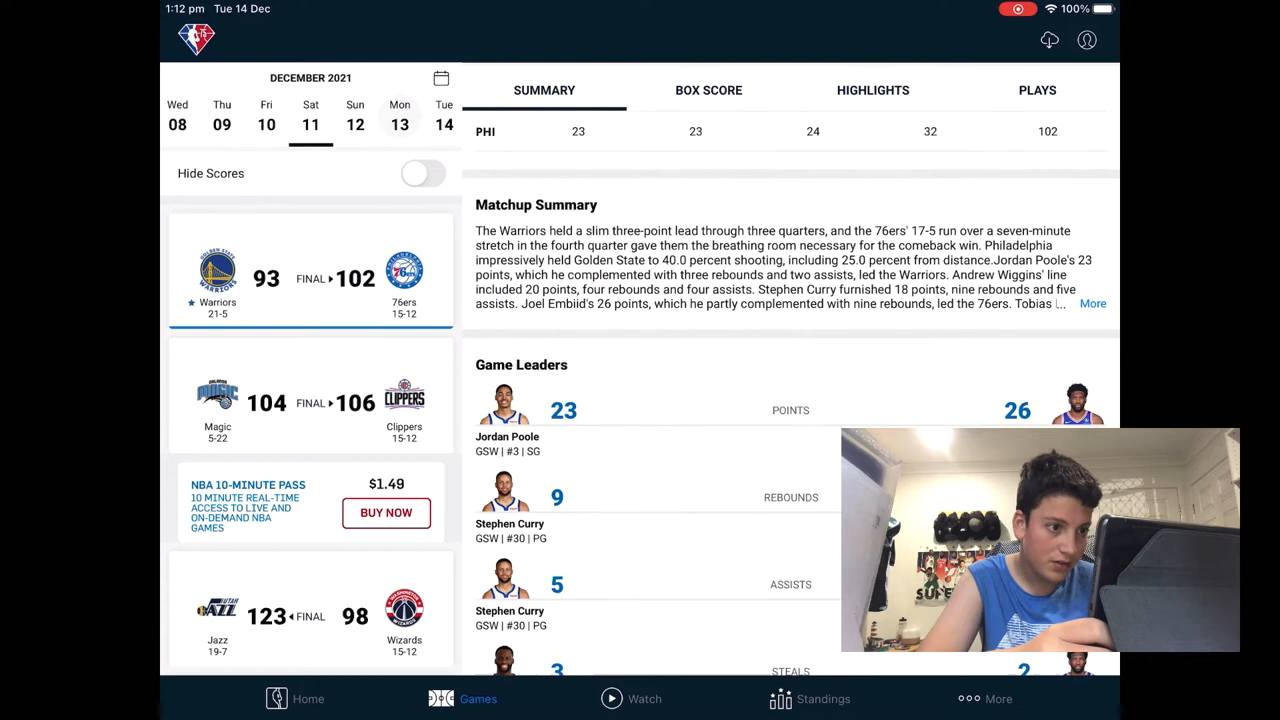 1:12 pm Tue 14 Dec
100%
75
DECEMBER 2021
Wed Thu Fri Sat Sun Mon Tue
08 09 10 11 12 13 14
Hide Scores
GOLDEN STATE
WARRIORS
93 FINAL 102
76ers
Warriors 76ers
21-5 15-12
MAGIC
104 FINAL 106
CLIPPERS
Magic Clippers
5-22 15-12
NBA 10-MINUTE PASS
10 MINUTE REAL-TIME
ACCESS TO LIVE AND
ON-DEMAND NBA
GAMES
$1.49
BUY NOW
UTAH
JAZZ
123 FINAL 98
Jazz Wizards
19-7 15-12
SUMMARY BOX SCORE HIGHLIGHTS PLAYS
PHI 23 23 24 32 102
Matchup Summary
The Warriors held a slim three-point lead through three quarters, and the 76ers' 17-5 run over a seven-minute
stretch in the fourth quarter gave them the breathing room necessary for the comeback win. Philadelphia
impressively held Golden State to 40.0 percent shooting, including 25.0 percent from distance.Jordan Poole's 23
points, which he complemented with three rebounds and two assists, led the Warriors. Andrew Wiggins' line
included 20 points, four rebounds and four assists. Stephen Curry furnished 18 points, nine rebounds and five
assists. Joel Embiid's 26 points, which he partly complemented with nine rebounds, led the 76ers. Tobias l... More
Game Leaders
23 POINTS 26
Jordan Poole
GSW | #3 | SG
9 REBOUNDS
Stephen Curry
GSW | #30 | PG
5 ASSISTS
Stephen Curry
GSW | #30 | PG
3 STEALS 2
Home Games Watch Standings More